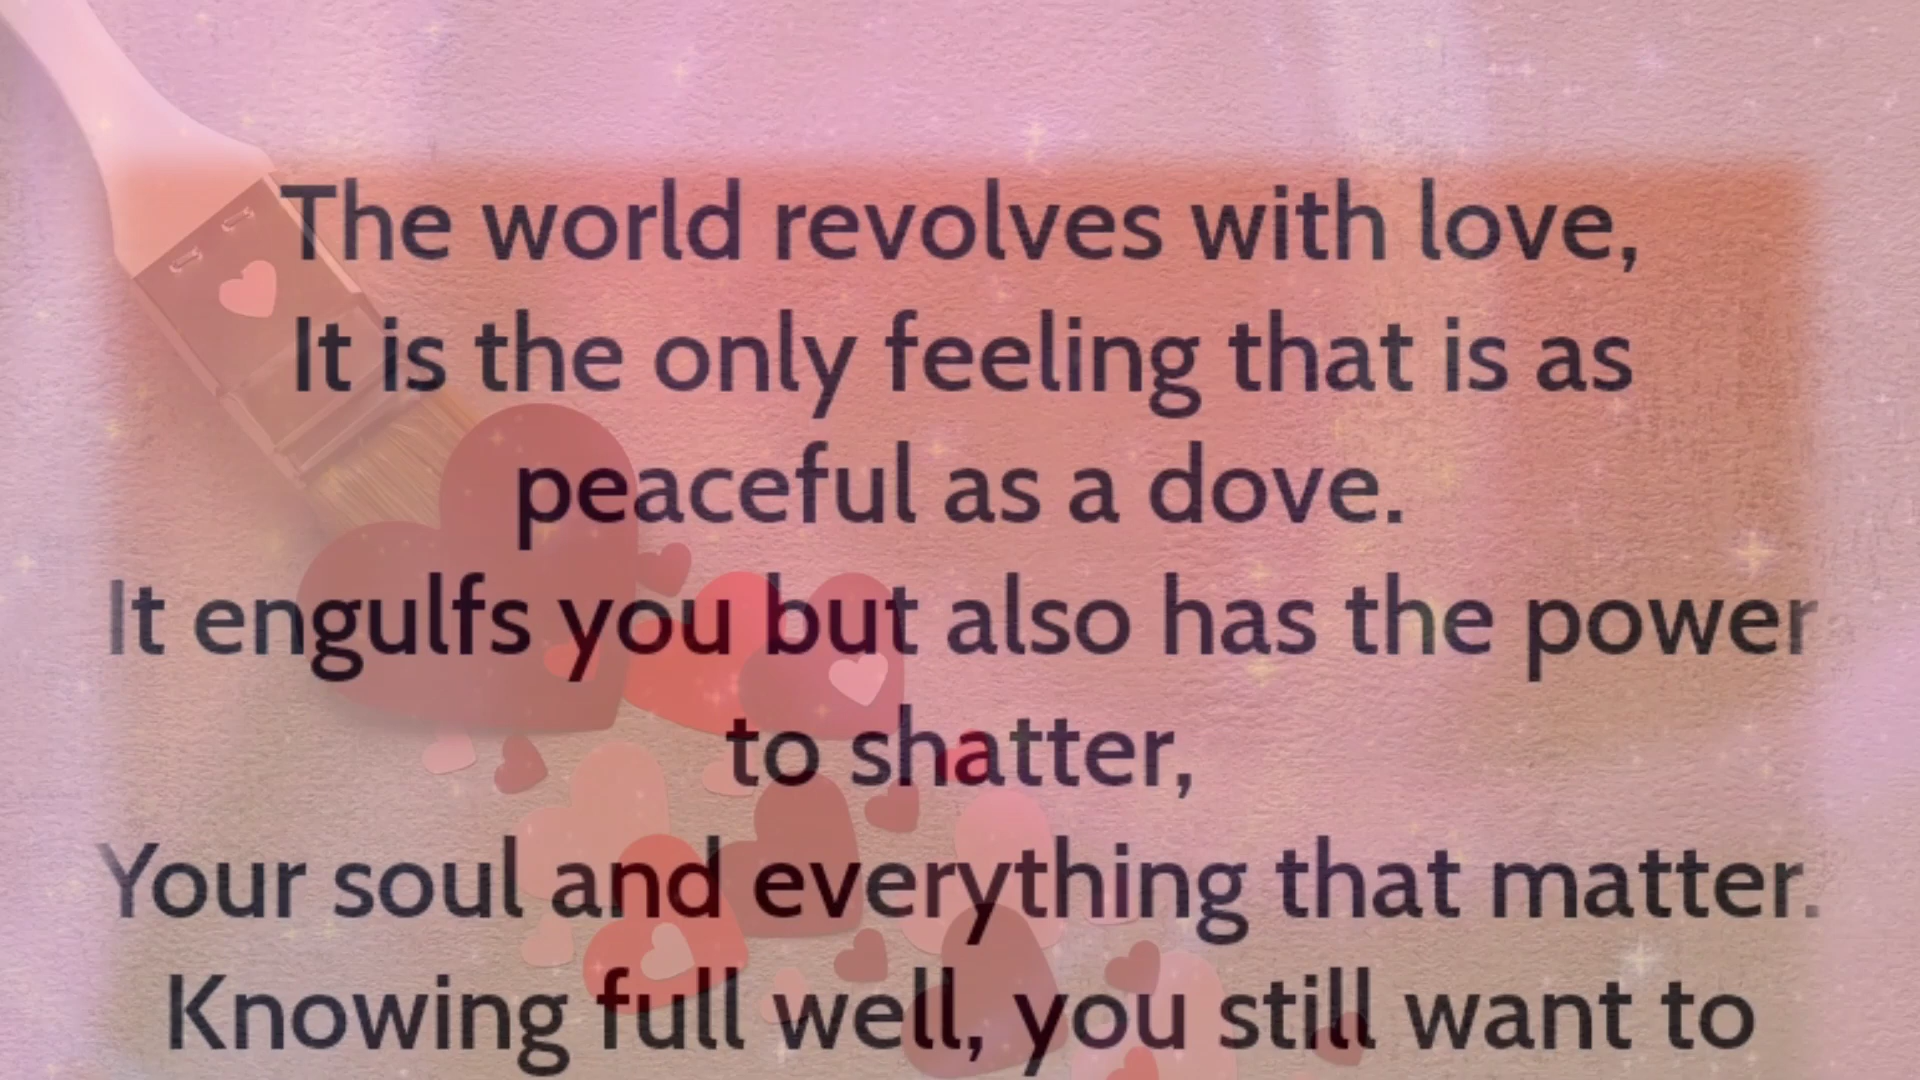 The world revolves with love,
It is the only feeling that is as
peaceful as a dove.
It engulfs you but also has the power
to shatter,
Your soul and everything that matter.
Knowing full well, you still want to